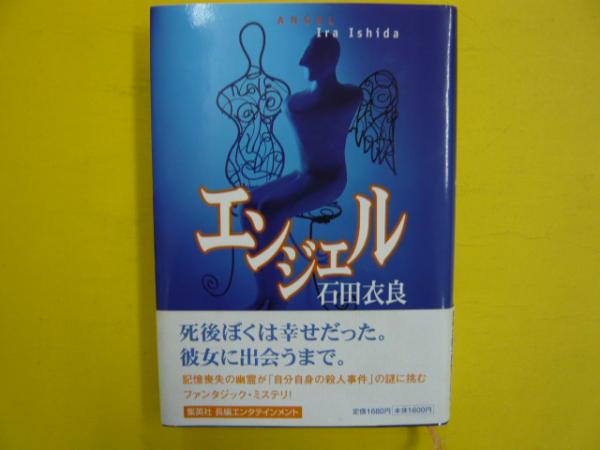 ANGEL
Ira Ishida
エンジェル
石田衣良
死後ぼくは幸せだった。
彼女に出会うまで。
記憶喪失の幽霊が「自分自身の殺人事件」の謎に挑む
ファンタジック・ミステリ!
集英社 長編エンタテインメント
定価1680円 本体1600円